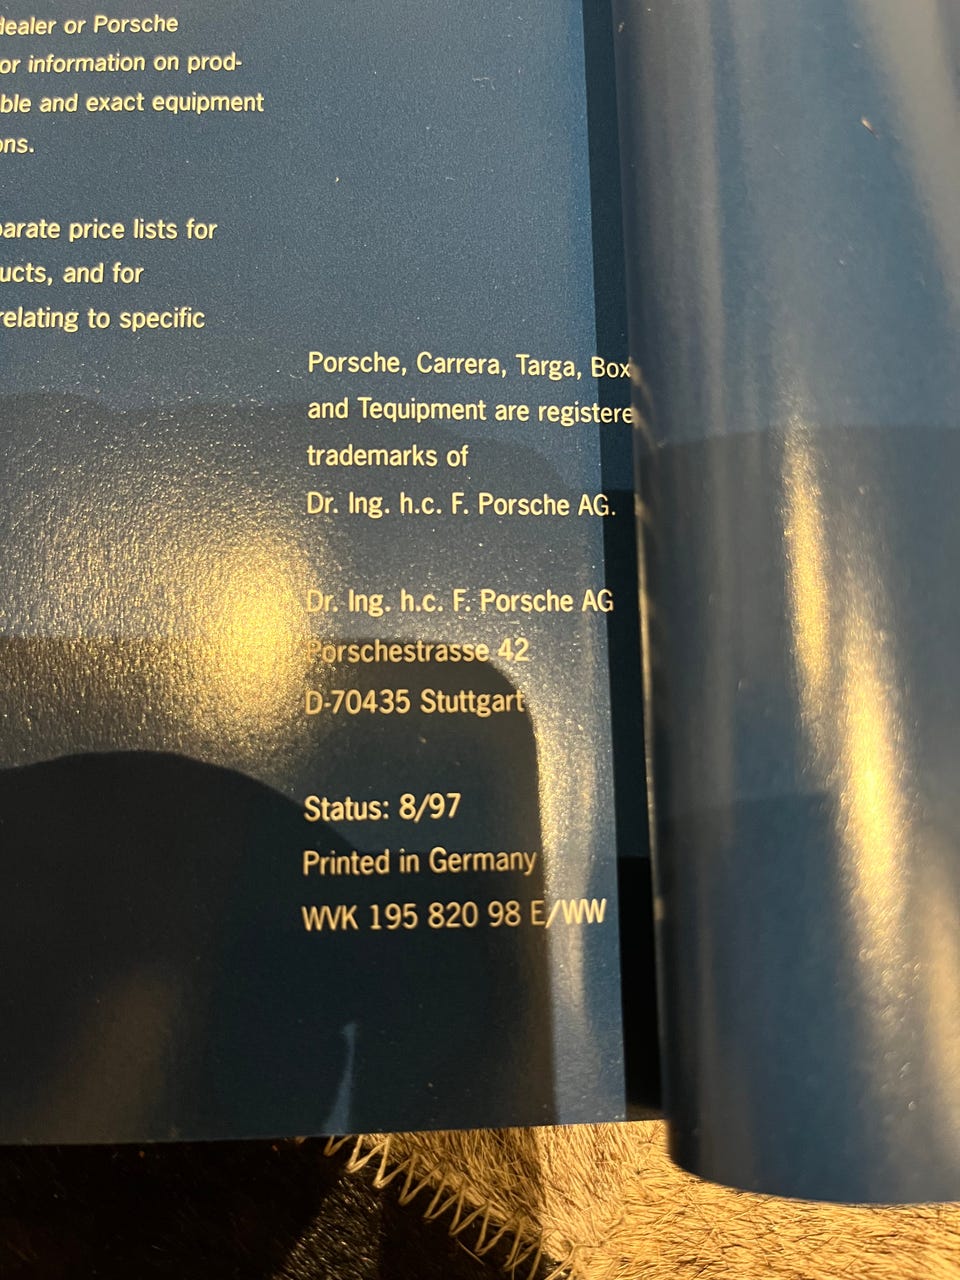 dealer or Porsche
or information on prod-
ble and exact equipment
ons.
parate price lists for
ucts, and for
relating to specific
Porsche, Carrera, Targa, Box
and Tequipment are registere
trademarks of
Dr. Ing. h.c. F. Porsche AG.
Dr. Ing. h.c. F. Porsche AG
Porschestrasse 42
D-70435 Stuttgart
Status: 8/97
Printed in Germany
WVK 195 820 98 E/WW